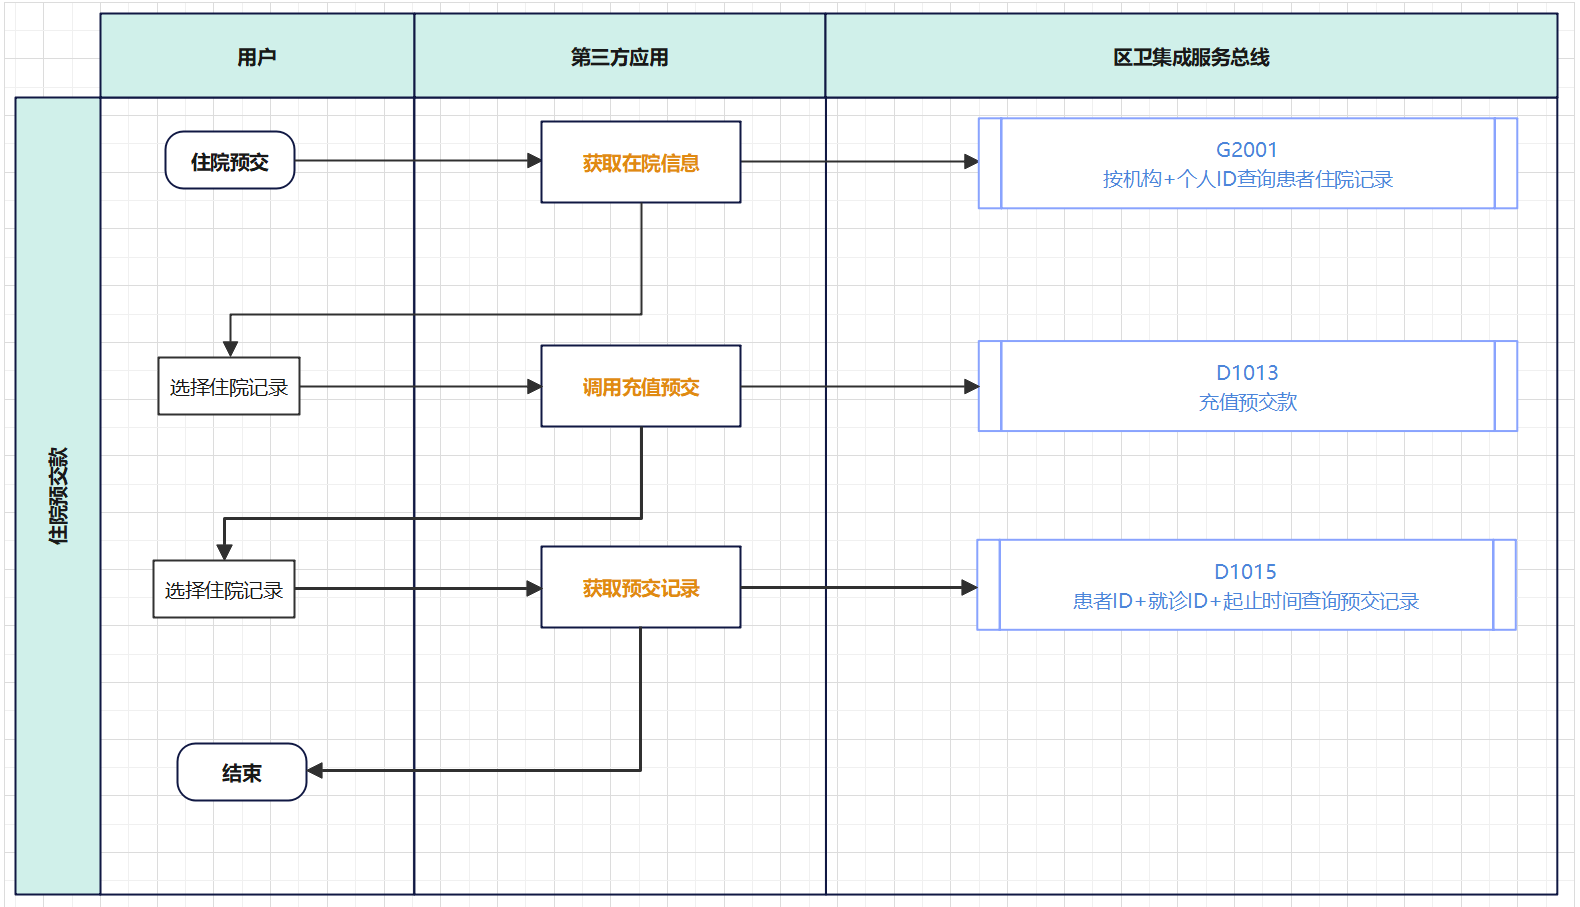 用户
第三方应用
区卫集成服务总线
住院预交款
住院预交
获取在院信息
G2001
按机构+个人ID查询患者住院记录
选择住院记录
调用充值预交
D1013
充值预交款
选择住院记录
获取预交记录
D1015
患者ID+就诊ID+起止时间查询预交记录
结束